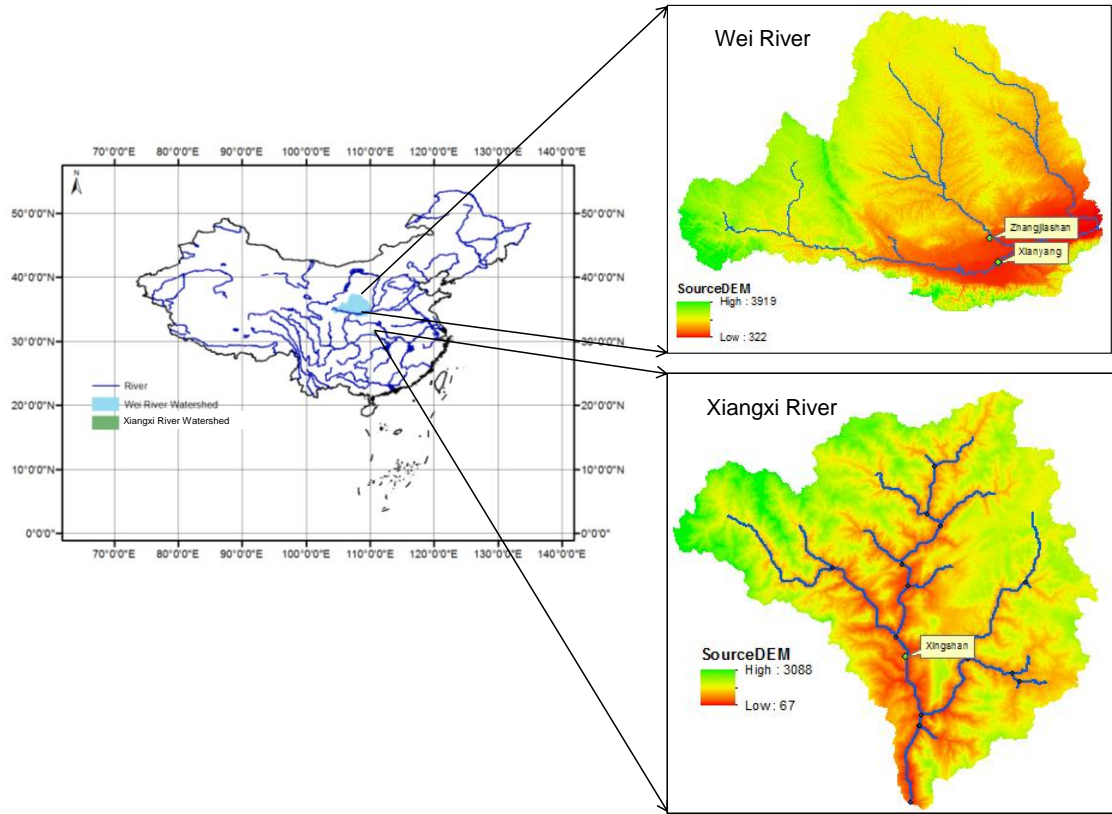 Wei River
Zhangjiashan
Xianyang
SourceDEM
High : 3919
Low : 322
70°0'0"E 80°0'0"E 90°0'0"E 100°0'0"E 110°0'0"E 120°0'0"E 130°0'0"E 140°0'0"E
N
50°0'0"N 50°0'0"N
40°0'0"N 40°0'0"N
30°0'0"N 30°0'0"N
20°0'0"N 20°0'0"N
10°0'0"N 10°0'0"N
0°0'0"N 0°0'0"N
River
Wei River Watershed
Xiangxi River Watershed
70°0'0"E 80°0'0"E 90°0'0"E 100°0'0"E 110°0'0"E 120°0'0"E 130°0'0"E 140°0'0"E
Xiangxi River
Xingshan
SourceDEM
High : 3088
Low: 67